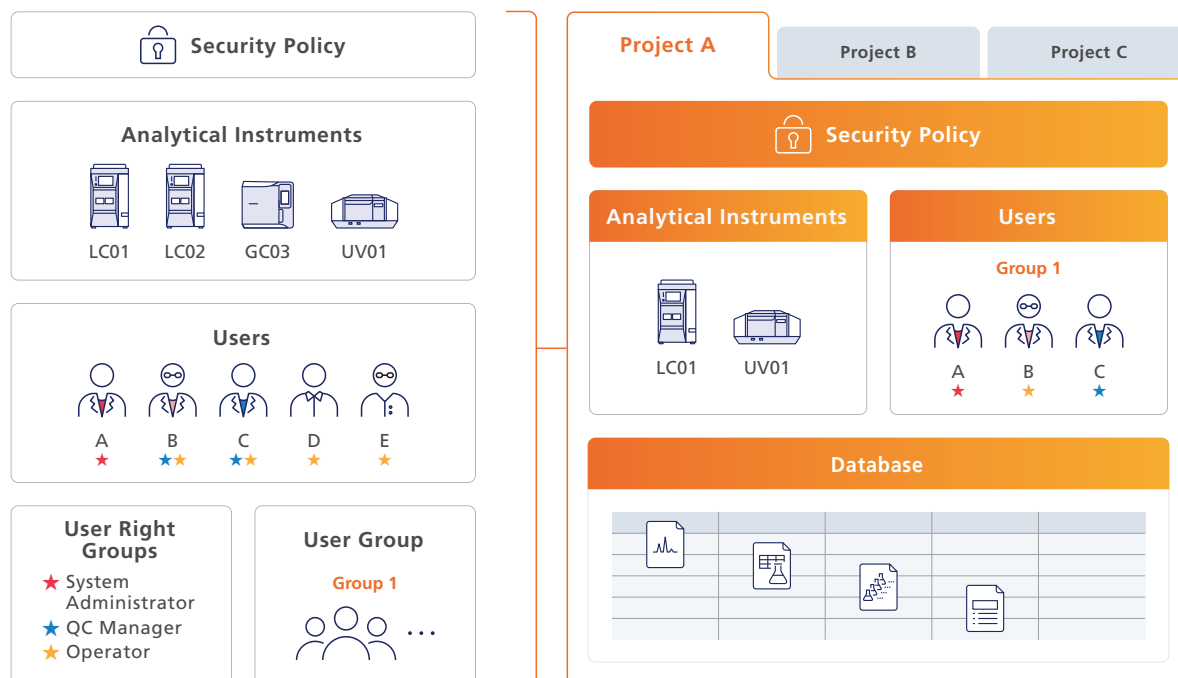 Security Policy
Analytical Instruments
LC01
LC02
GC03
UV01
Users
A
B
C
D
E
User Right
Groups
System
Administrator
QC Manager
Operator
User Group
Group 1
Project A
Project B
Project C
Security Policy
Analytical Instruments
LC01
UV01
Users
Group 1
A
B
C
Database